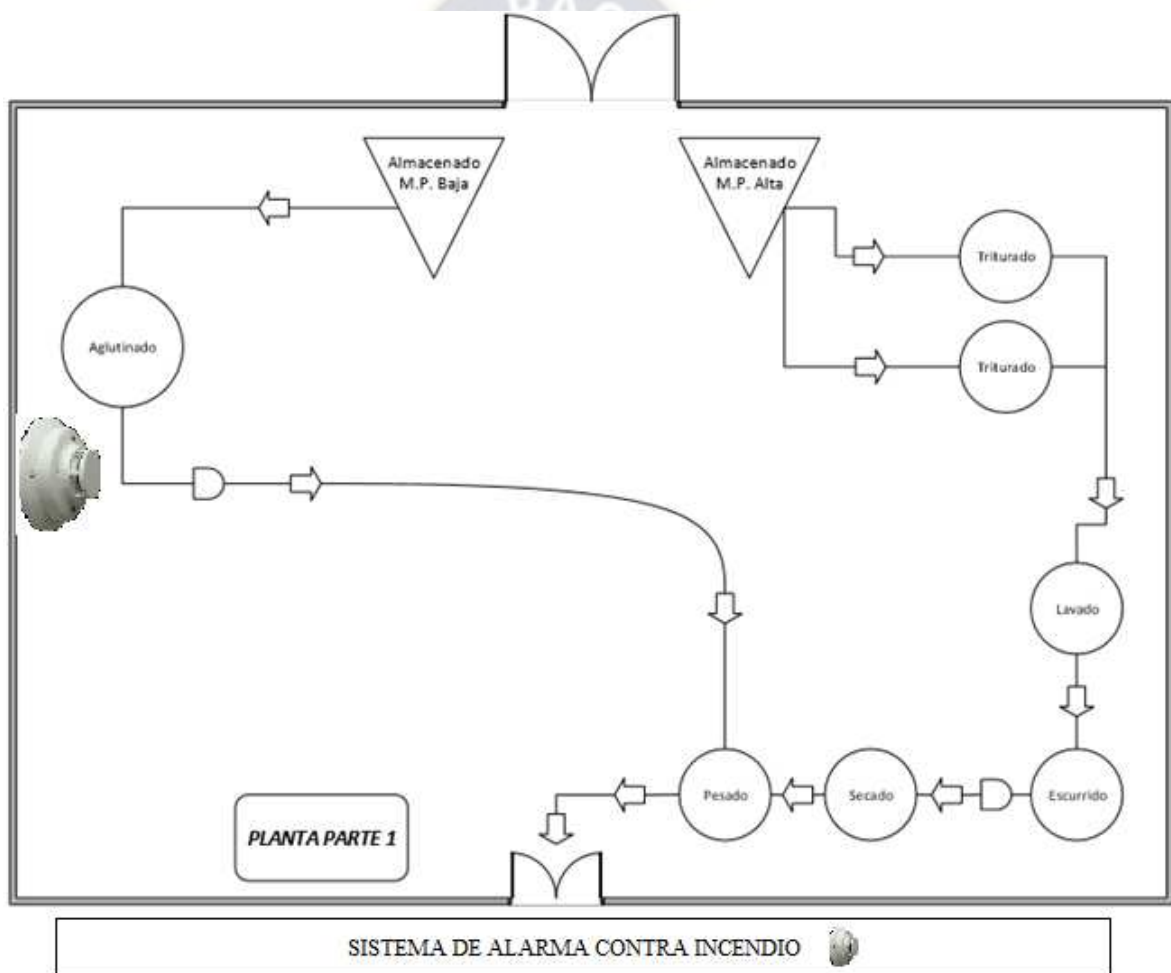 Almacenado
M.P. Baja
Almacenado
M.P. Alta
Triturado
Aglutinado
Triturado
Lavado
Pesado
Secado
Escurrido
PLANTA PARTE 1
SISTEMA DE ALARMA CONTRA INCENDIO